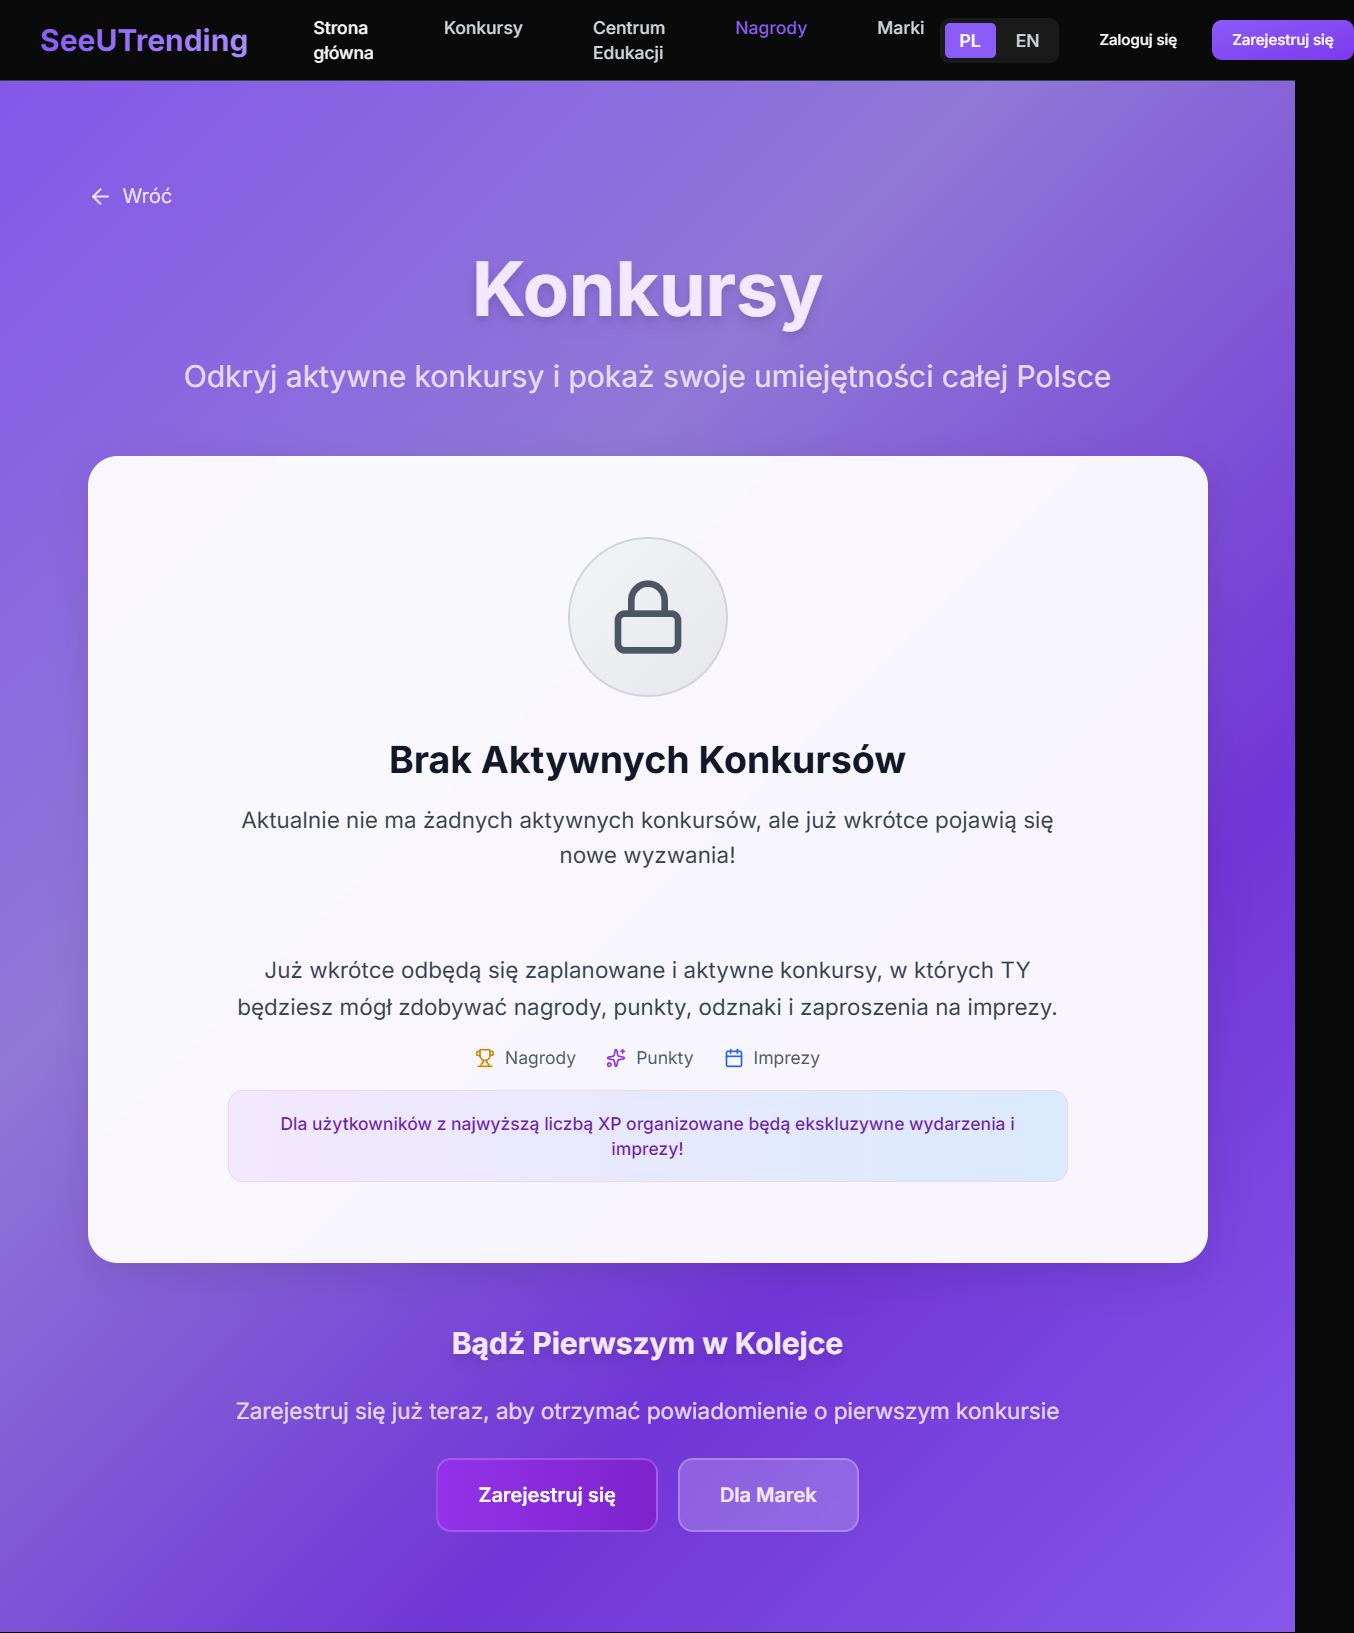 SeeUTrending
Strona główna
Konkursy
Centrum Edukacji
Nagrody
Marki
PL
EN
Zaloguj się
Zarejestruj się
Wróć
Konkursy
Odkryj aktywne konkursy i pokaż swoje umiejętności całej Polsce
Brak Aktywnych Konkursów
Aktualnie nie ma żadnych aktywnych konkursów, ale już wkrótce pojawią się
nowe wyzwania!
Już wkrótce odbędą się zaplanowane i aktywne konkursy, w których TY
będziesz mógł zdobywać nagrody, punkty, odznaki i zaproszenia na imprezy.
Nagrody
Punkty
Imprezy
Dla użytkowników z najwyższą liczbą XP organizowane będą ekskluzywne wydarzenia i
imprezy!
Bądź Pierwszym w Kolejce
Zarejestruj się już teraz, aby otrzymać powiadomienie o pierwszym konkursie
Zarejestruj się
Dla Marek